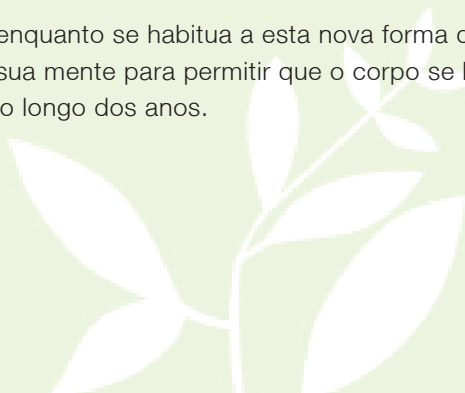 enquanto se habitua a esta nova forma
sua mente para permitir que o corpo se
o longo dos anos.